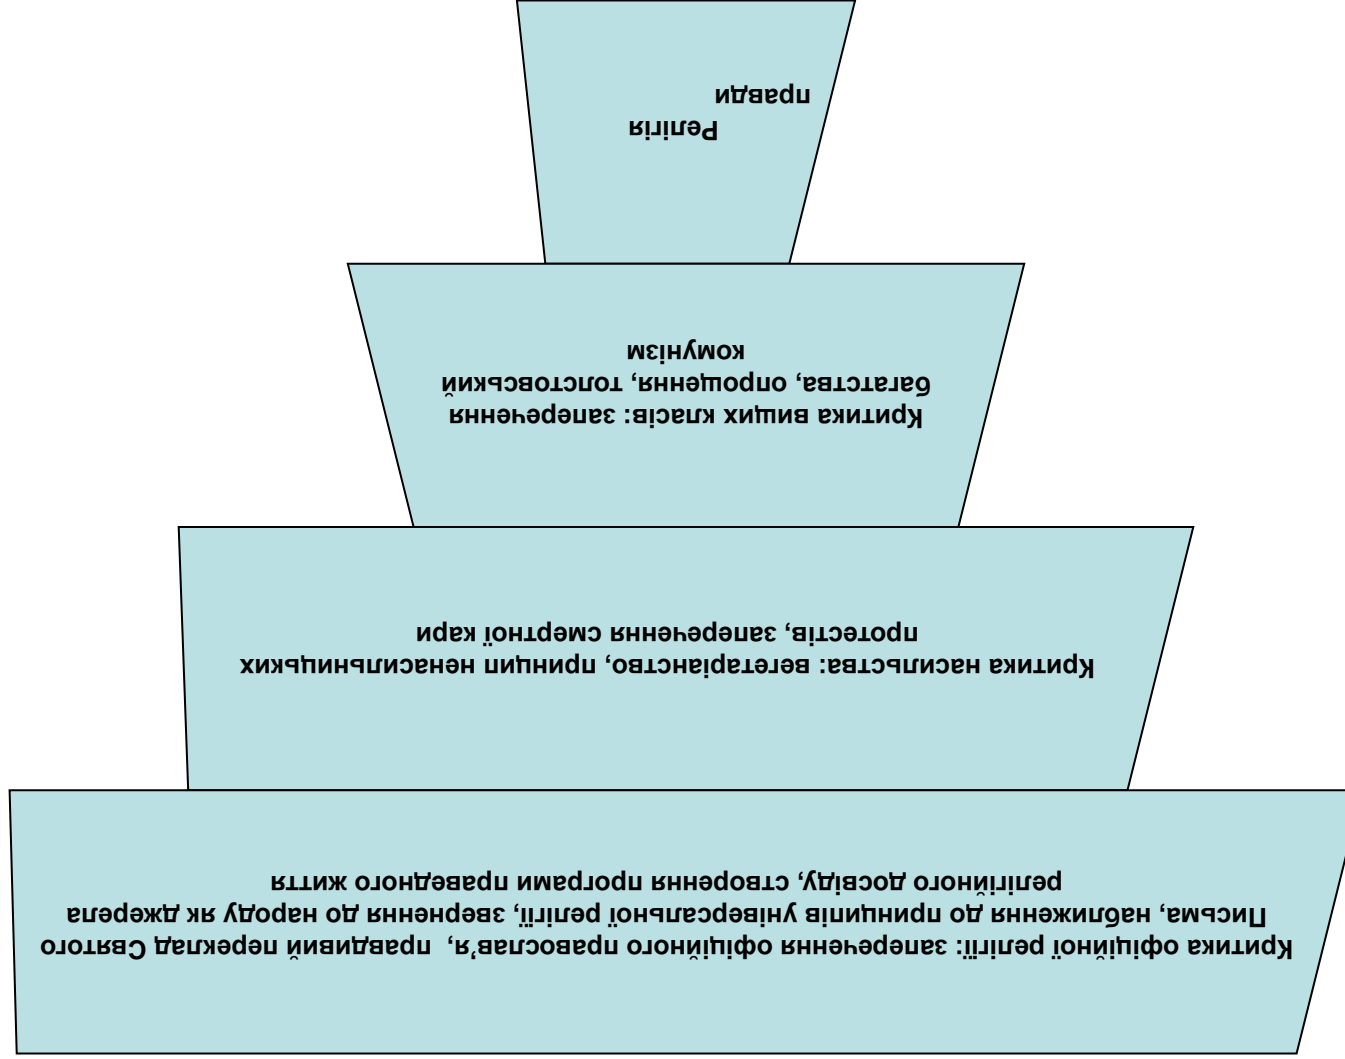 Критика офіційної релігії: заперечення офіційного православ’я, правдивий переклад Святого
Письма, наближення до принципів універсальної релігії, звернення до народу як джерела
релігійного досвіду, створення програми праведного життя
Критика насильства: вегетаріанство, принцип ненасильницьких
протестів, заперечення смертної кари
Критика вищих класів: заперечення
багатства, опрощення, толстовський
комунізм
Релігія
правди